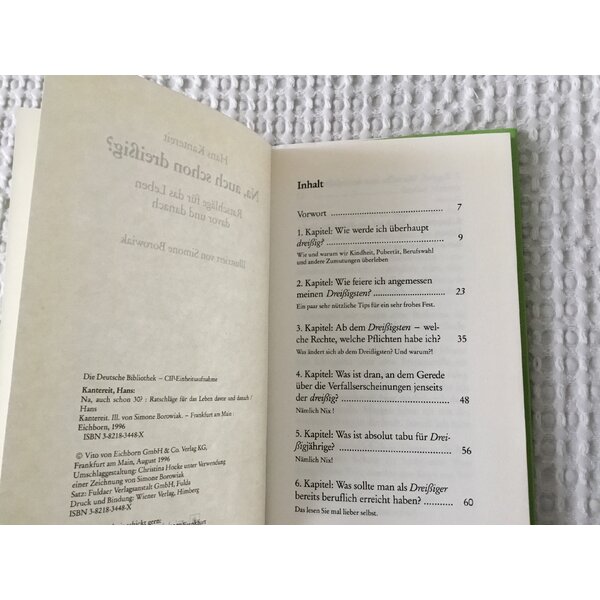 Hans Kantereit
Na, auch schon dreißig?
Ratschläge für das Leben
davor und danach
Illustriert von Simone Borowiak
Die Deutsche Bibliothek – CIP-Einheitsaufnahme
Kantereit, Hans:
Na, auch schon 30? : Ratschläge für das Leben davor und danach /
Hans
Kantereit. Ill. von Simone Borowiak. – Frankfurt am Main :
Eichborn, 1996
ISBN 3-8218-3448-X
© Vito von Eichborn GmbH & Co. Verlag KG,
Frankfurt am Main, August 1996
Umschlaggestaltung: Christina Hucke unter Verwendung
einer Zeichnung von Simone Borowiak
Satz: Fuldaer Verlagsanstalt GmbH, Fulda
Druck und Bindung: Wiener Verlag, Himberg
ISBN 3-8218-3448-X
schickt gern:
Frankfurt
Inhalt
Vorwort 7
1. Kapitel: Wie werde ich überhaupt
dreißig? 9
Wie und warum wir Kindheit, Pubertät, Berufswahl
und andere Zumutungen überleben
2. Kapitel: Wie feiere ich angemessen
meinen Dreißigsten? 23
Ein paar sehr nützliche Tips für ein sehr frohes Fest.
3. Kapitel: Ab dem Dreißigsten – wel-
che Rechte, welche Pflichten habe ich? 35
Was ändert sich ab dem Dreißigsten? Und warum?!
4. Kapitel: Was ist dran, an dem Gerede
über die Verfallserscheinungen jenseits
der dreißig? 48
Nämlich Nix!
5. Kapitel: Was ist absolut tabu für Drei-
ßigjährige? 56
Nämlich Nix!
6. Kapitel: Was sollte man als Dreißiger
bereits beruflich erreicht haben? 60
Das lesen Sie mal lieber selbst.